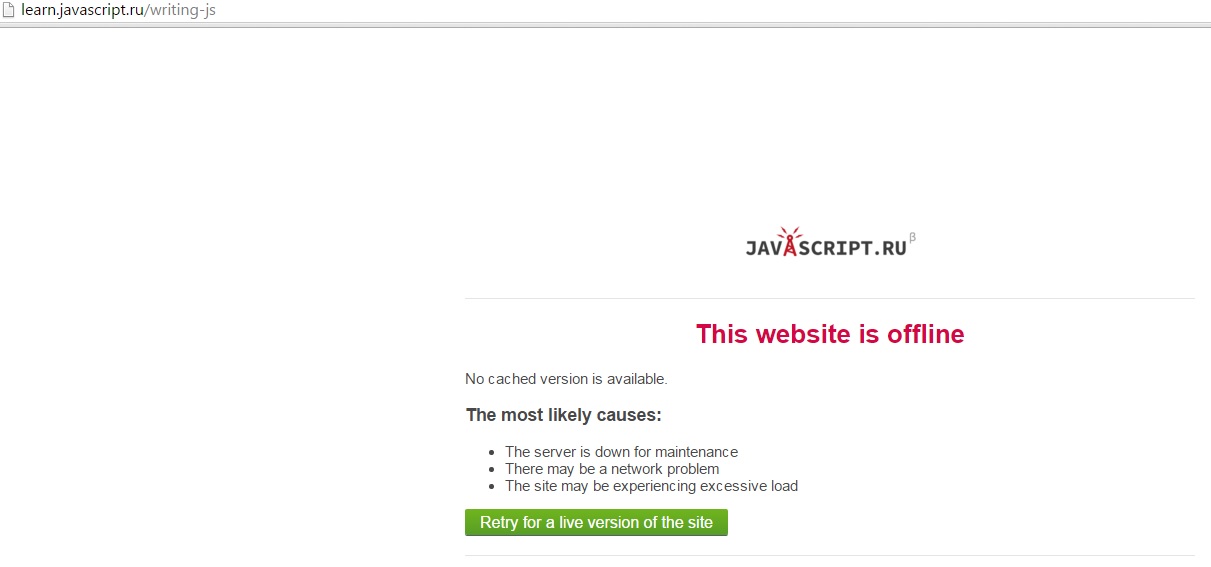 learn.javascript.ru/writing-js
JAVASCRIPT.RU β
This website is offline
No cached version is available.
The most likely causes:
The server is down for maintenance
There may be a network problem
The site may be experiencing excessive load
Retry for a live version of the site